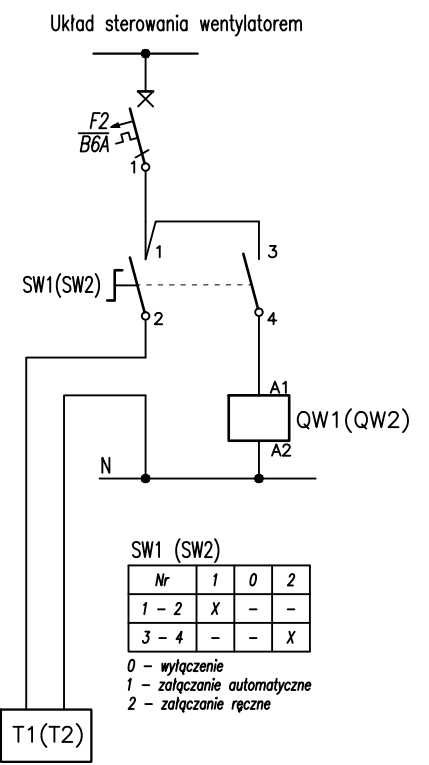 Układ sterowania wentylatorem
F2
B6A
1
1
3
SW1(SW2)
2
4
A1
QW1(QW2)
A2
N
SW1 (SW2)
Nr 1 0 2
1 - 2 X - -
3 - 4 - - X
0 - wyłączenie
1 - załączanie automatyczne
2 - załączanie ręczne
T1(T2)